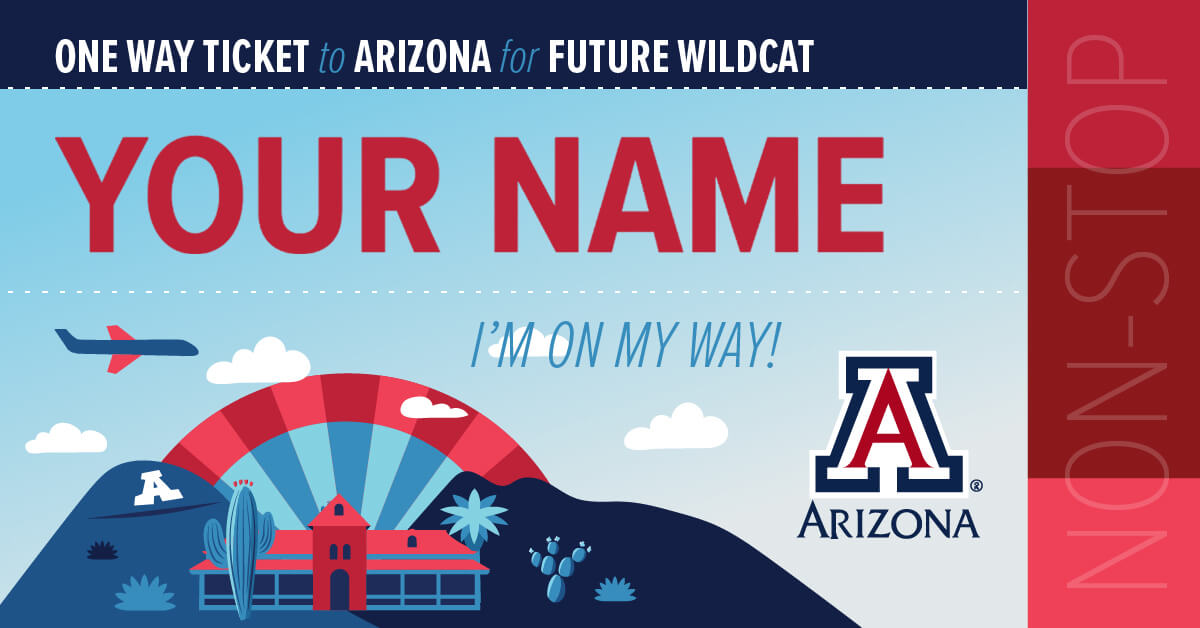 ONE WAY TICKET to ARIZONA for FUTURE WILDCAT
YOUR NAME
I'M ON MY WAY!
A
A
®
ARIZONA
NON-STOP